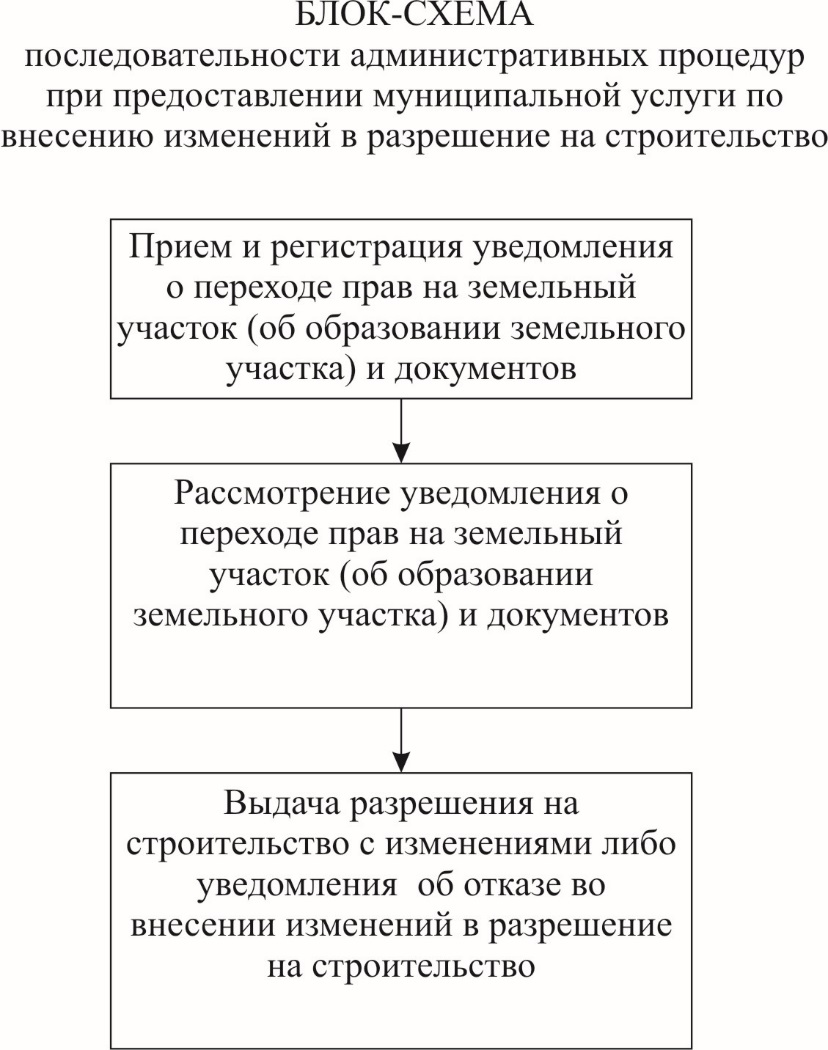 БЛОК-СХЕМА
последовательности административных процедур
при предоставлении муниципальной услуги по
внесению изменений в разрешение на строительство
Прием и регистрация уведомления
о переходе прав на земельный
участок (об образовании земельного
участка) и документов
Рассмотрение уведомления о
переходе прав на земельный
участок (об образовании
земельного участка) и документов
Выдача разрешения на
строительство с изменениями либо
уведомления  об отказе во
внесении изменений в разрешение
на строительство